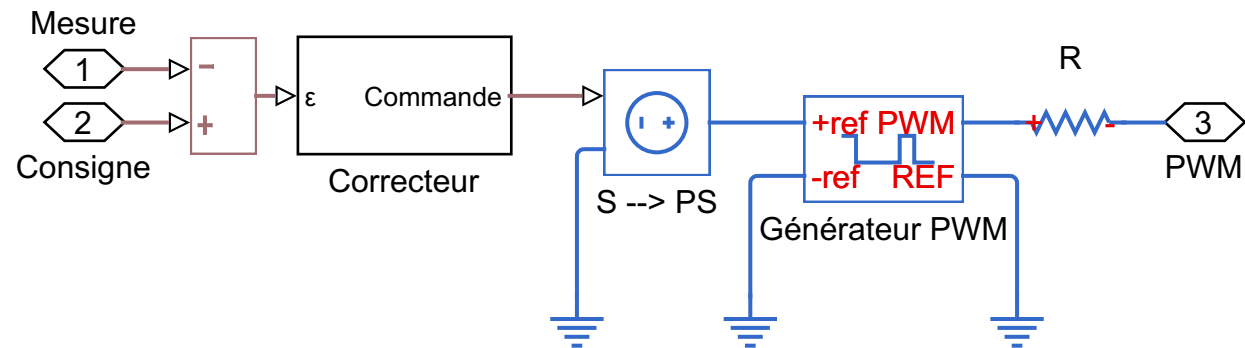 Mesure
1
2
Consigne
-
+
ε
Commande
Correcteur
S --> PS
+ref PWM
-ref REF
Générateur PWM
R
+
-
3
PWM